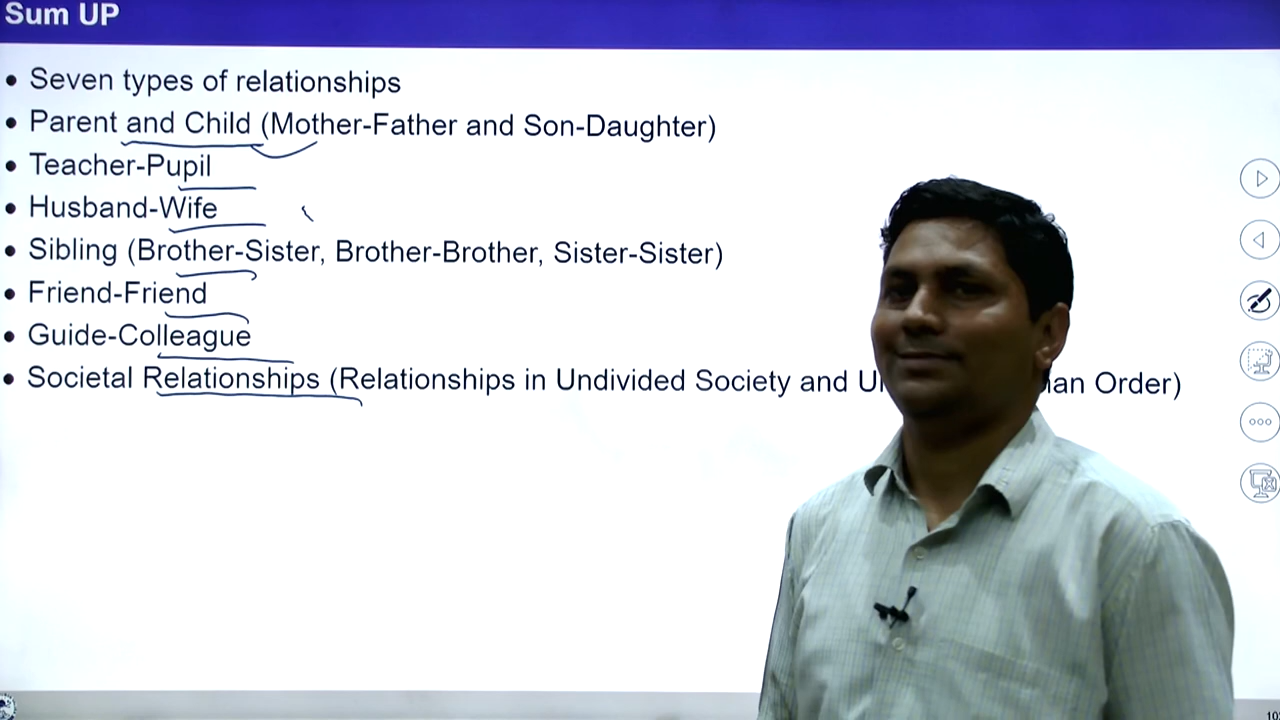 Sum UP
• Seven types of relationships
• Parent and Child (Mother-Father and Son-Daughter)
• Teacher-Pupil
• Husband-Wife
• Sibling (Brother-Sister, Brother-Brother, Sister-Sister)
• Friend-Friend
• Guide-Colleague
• Societal Relationships (Relationships in Undivided Society and Order)